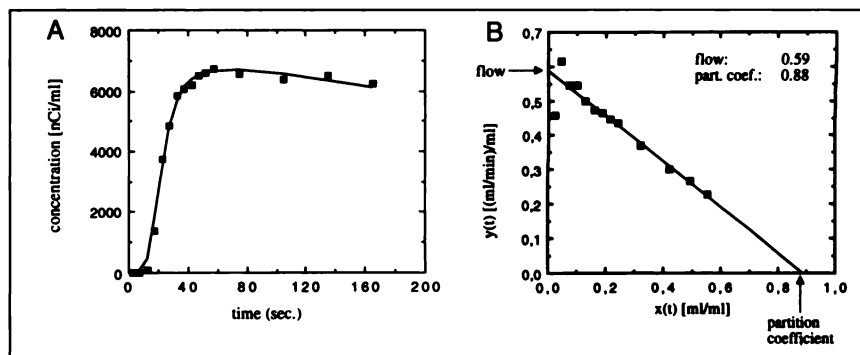 A
concentration [nCi/ml]
8000
6000
4000
2000
0
0
40
80
120
160
200
time (sec.)
B
y(t) [(ml/min)/ml]
0,7
0,6
0,5
0,4
0,3
0,2
0,1
0,0
flow
flow: 0.59
part. coef.: 0.88
0,0
0,2
0,4
0,6
0,8
1,0
x(t) [ml/ml]
partition
coefficient